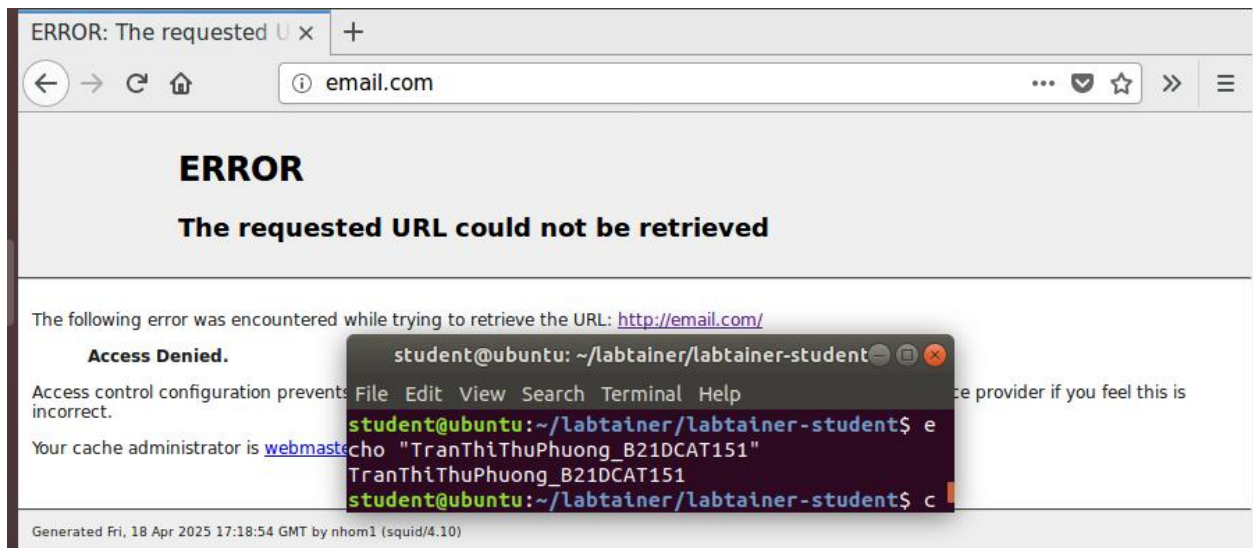 ERROR: The requested U
email.com
ERROR
The requested URL could not be retrieved
The following error was encountered while trying to retrieve the URL: http://email.com/
Access Denied.
Access control configuration prevents
ce provider if you feel this is
incorrect.
Your cache administrator is webmaste
student@ubuntu: ~/labtainer/labtainer-student
File Edit View Search Terminal Help
student@ubuntu:~/labtainer/labtainer-student$ e
cho "TranThiThuPhuong_B21DCAT151"
TranThiThuPhuong_B21DCAT151
student@ubuntu:~/labtainer/labtainer-student$ c
Generated Fri, 18 Apr 2025 17:18:54 GMT by nhom1 (squid/4.10)